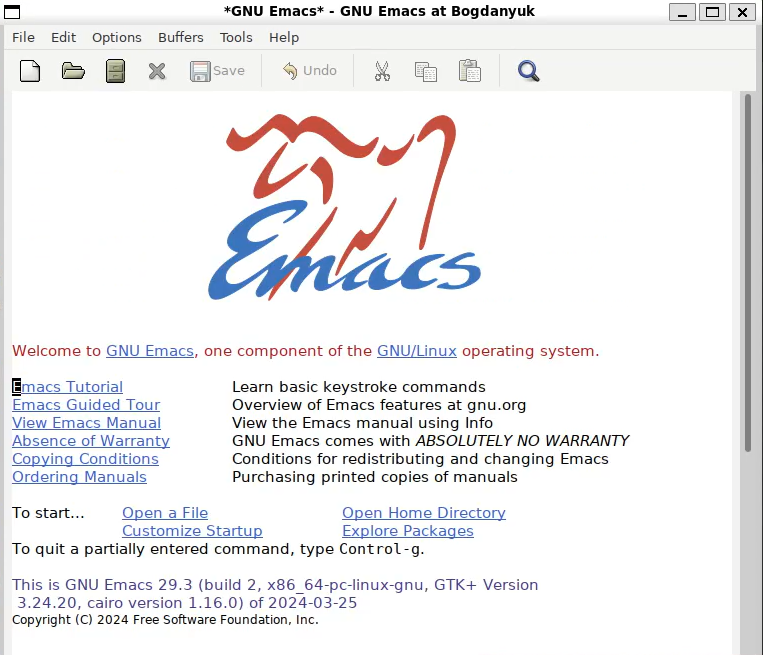 *GNU Emacs* - GNU Emacs at Bogdanyuk
File Edit Options Buffers Tools Help
Save Undo
Emacs
Welcome to GNU Emacs, one component of the GNU/Linux operating system.
Emacs Tutorial Learn basic keystroke commands
Emacs Guided Tour Overview of Emacs features at gnu.org
View Emacs Manual View the Emacs manual using Info
Absence of Warranty GNU Emacs comes with ABSOLUTELY NO WARRANTY
Copying Conditions Conditions for redistributing and changing Emacs
Ordering Manuals Purchasing printed copies of manuals
To start... Open a File Open Home Directory
Customize Startup Explore Packages
To quit a partially entered command, type Control-g.
This is GNU Emacs 29.3 (build 2, x86_64-pc-linux-gnu, GTK+ Version
3.24.20, cairo version 1.16.0) of 2024-03-25
Copyright (C) 2024 Free Software Foundation, Inc.